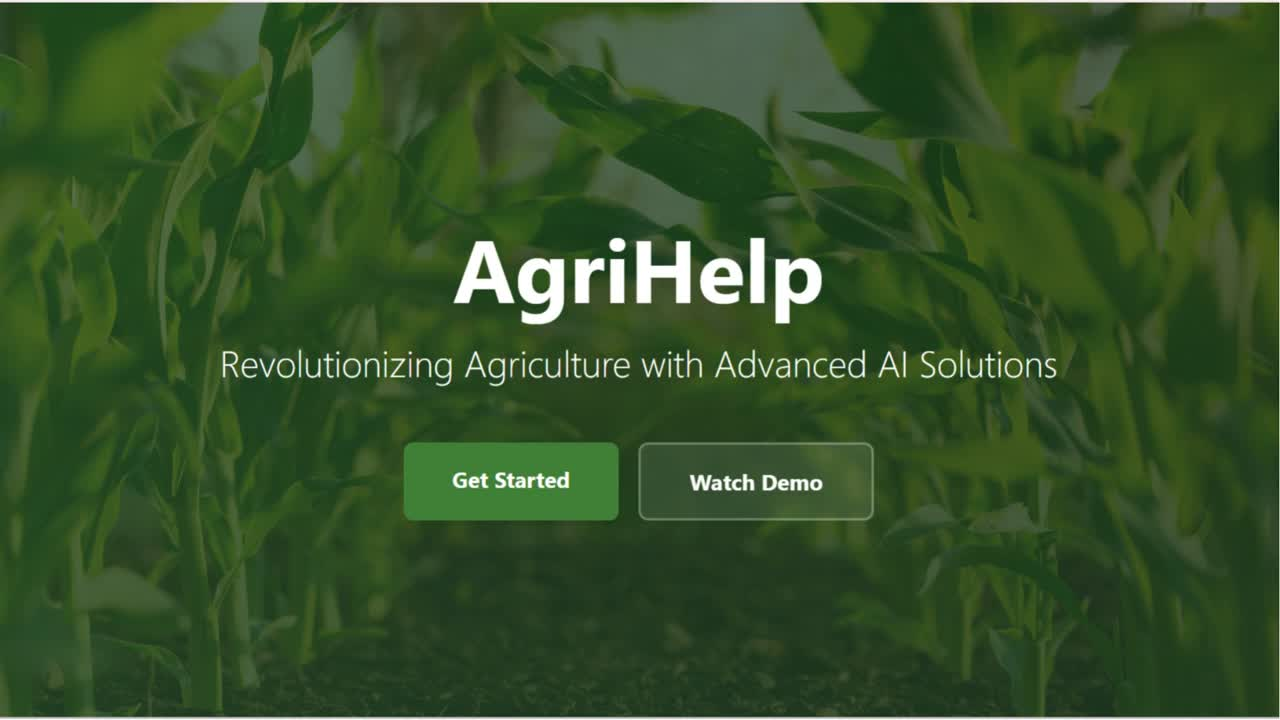 AgriHelp
Revolutionizing Agriculture with Advanced AI Solutions
Get Started
Watch Demo